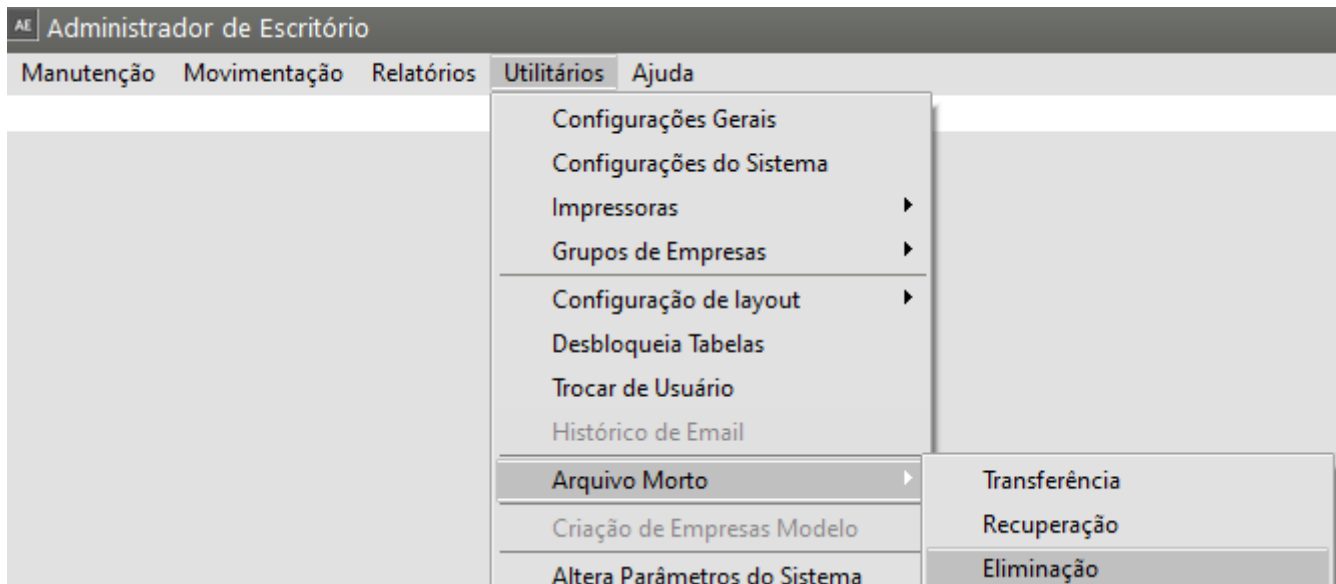 AE Administrador de Escritório
Manutenção Movimentação Relatórios Utilitários Ajuda
Configurações Gerais
Configurações do Sistema
Impressoras
Grupos de Empresas
Configuração de layout
Desbloqueia Tabelas
Trocar de Usuário
Histórico de Email
Arquivo Morto
Transferência
Criação de Empresas Modelo
Recuperação
Altera Parâmetros do Sistema
Eliminação